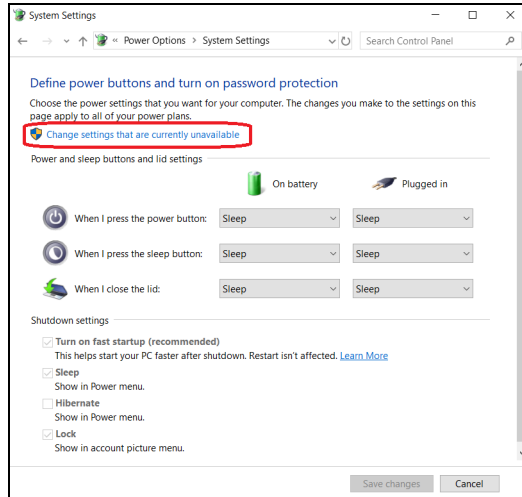 System Settings
« Power Options > System Settings
Search Control Panel
Define power buttons and turn on password protection
Choose the power settings that you want for your computer. The changes you make to the settings on this
page apply to all of your power plans.
Change settings that are currently unavailable
Power and sleep buttons and lid settings
On battery Plugged in
When I press the power button: Sleep Sleep
When I press the sleep button: Sleep Sleep
When I close the lid: Sleep Sleep
Shutdown settings
Turn on fast startup (recommended)
This helps start your PC faster after shutdown. Restart isn't affected. Learn More
Sleep
Show in Power menu.
Hibernate
Show in Power menu.
Lock
Show in account picture menu.
Save changes Cancel